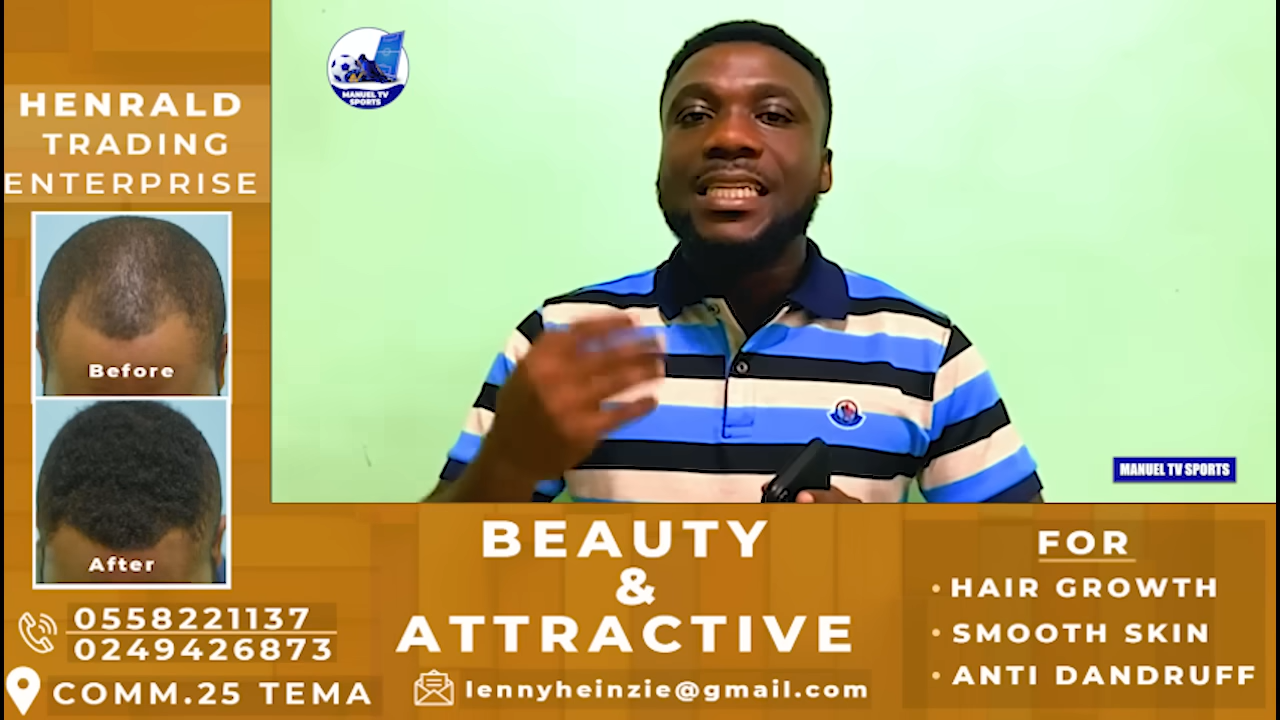 MANUEL TV
SPORTS
HENRALD
TRADING
ENTERPRISE
Before
After
MANUEL TV SPORTS
BEAUTY
&
ATTRACTIVE
FOR
• HAIR GROWTH
• SMOOTH SKIN
• ANTI DANDRUFF
0558221137
0249426873
COMM.25 TEMA
lennyheinzie@gmail.com